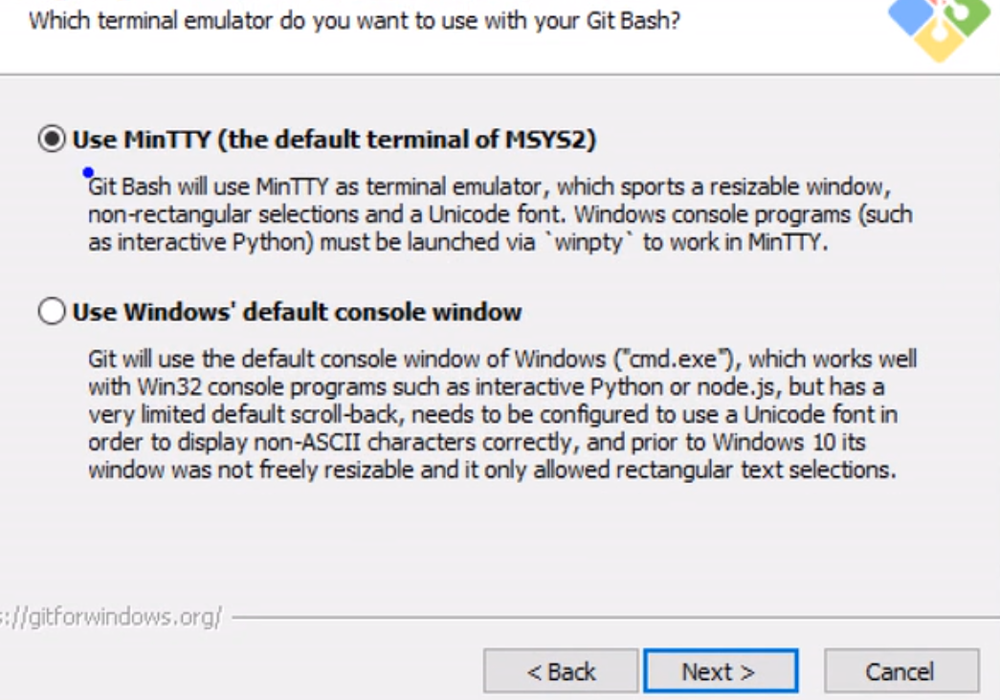 Which terminal emulator do you want to use with your Git Bash?
Use MinTTY (the default terminal of MSYS2)
Git Bash will use MinTTY as terminal emulator, which sports a resizable window,
non-rectangular selections and a Unicode font. Windows console programs (such
as interactive Python) must be launched via `winpty` to work in MinTTY.
Use Windows' default console window
Git will use the default console window of Windows ("cmd.exe"), which works well
with Win32 console programs such as interactive Python or node.js, but has a
very limited default scroll-back, needs to be configured to use a Unicode font in
order to display non-ASCII characters correctly, and prior to Windows 10 its
window was not freely resizable and it only allowed rectangular text selections.
s://gitforwindows.org/
< Back Next > Cancel